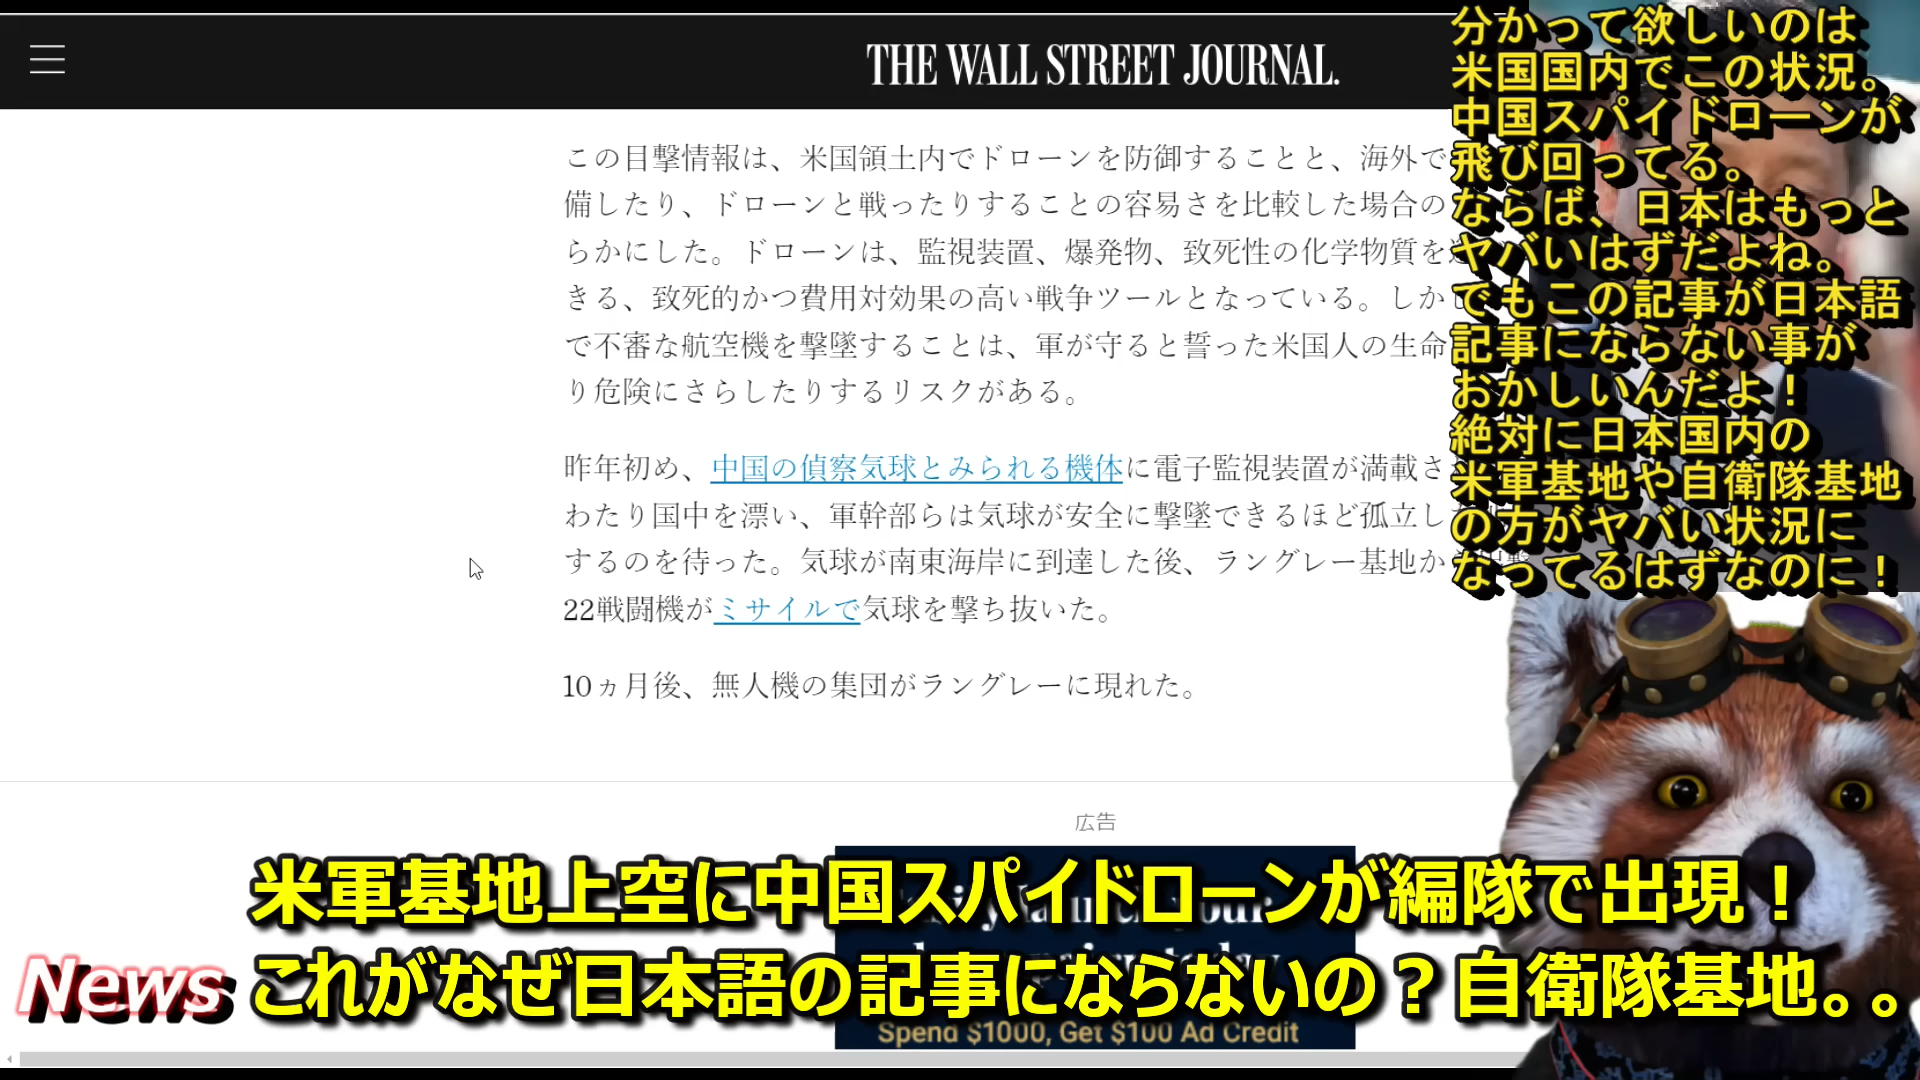 THE WALL STREET JOURNAL.
この目撃情報は、米国領土内でドローンを防御することと、海外で
備したり、ドローンと戦ったりすることの容易さを比較した場合の
らかにした。ドローンは、監視装置、爆発物、致死性の化学物質を
きる、致死的かつ費用対効果の高い戦争ツールとなっている。しか
で不審な航空機を撃墜することは、軍が守ると誓った米国人の生命
り危険にさらしたりするリスクがある。
昨年初め、中国の偵察気球とみられる機体に電子監視装置が満載さ
わたり国中を漂い、軍幹部らは気球が安全に撃墜できるほど孤立し
するのを待った。気球が南東海岸に到達した後、ラングレー基地か
22戦闘機がミサイルで気球を撃ち抜いた。
10ヵ月後、無人機の集団がラングレーに現れた。
広告
Spend $1000, Get $100 Ad Credit
分かって欲しいのは
米国国内でこの状況。
中国スパイドローンが
飛び回ってる。
ならば、日本はもっと
ヤバいはずだよね。
でもこの記事が日本語
記事にならない事が
おかしいんだよ！
絶対に日本国内の
米軍基地や自衛隊基地
の方がヤバい状況に
なってるはずなのに！
米軍基地上空に中国スパイドローンが編隊で出現！
News これがなぜ日本語の記事にならないの？自衛隊基地。。